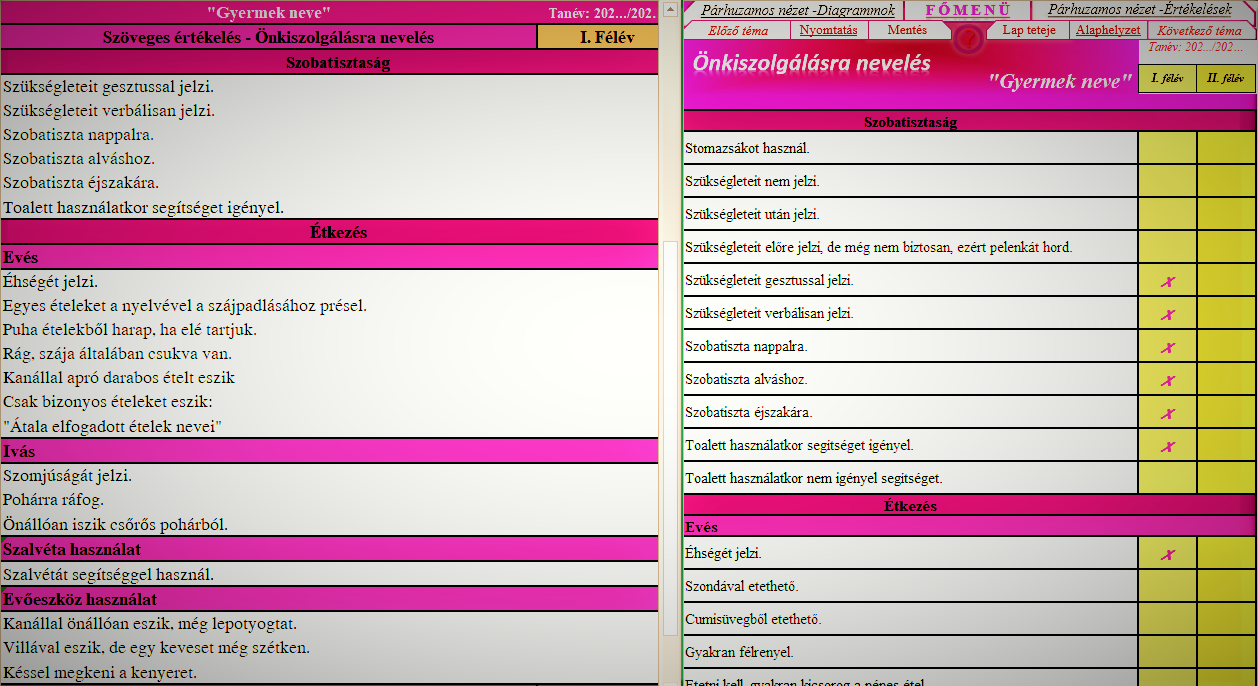 "Gyermek neve"
Tanév: 202.../202.
Szöveges értékelés - Önkiszolgálásra nevelés
I. Félév
Szobatisztaság
Szükségleteit gesztussal jelzi.
Szükségleteit verbálisan jelzi.
Szobatiszta nappalra.
Szobatiszta alváshoz.
Szobatiszta éjszakára.
Toalett használatkor segítséget igényel.
Étkezés
Evés
Éhségét jelzi.
Egyes ételeket a nyelvével a szájpadlásához présel.
Puha ételekből harap, ha elé tartjuk.
Rág, szája általában csukva van.
Kanállal apró darabos ételt eszik
Csak bizonyos ételeket eszik:
"Átala elfogadott ételek nevei"
Ivás
Szomjúságát jelzi.
Pohárra ráfog.
Önállóan iszik csőrős pohárból.
Szalvéta használat
Szalvétát segítséggel használ.
Evőeszköz használat
Kanállal önállóan eszik, még lepotyogtat.
Villával eszik, de egy keveset még szétken.
Késsel megkeni a kenyeret.
Párhuzamos nézet -Diagrammok
FŐMENÜ
Párhuzamos nézet -Értékelések
Előző téma
Nyomtatás
Mentés
Lap teteje
Alaphelyzet
Következő téma
Önkiszolgálásra nevelés
"Gyermek neve"
Tanév: 202.../202...
I. félév
II. félév
Szobatisztaság
Stomazsákot használ.
Szükségleteit nem jelzi.
Szükségleteit után jelzi.
Szükségleteit előre jelzi, de még nem biztosan, ezért pelenkát hord.
Szükségleteit gesztussal jelzi. x
Szükségleteit verbálisan jelzi. x
Szobatiszta nappalra. x
Szobatiszta alváshoz. x
Szobatiszta éjszakára. x
Toalett használatkor segitséget igényel. x
Toalett használatkor nem igényel segitséget.
Étkezés
Evés
Éhségét jelzi. x
Szondával etethető.
Cumisüvegből etethető.
Gyakran félrenyel.
Etetni kell, gyakran kicsorog a pépes étel.